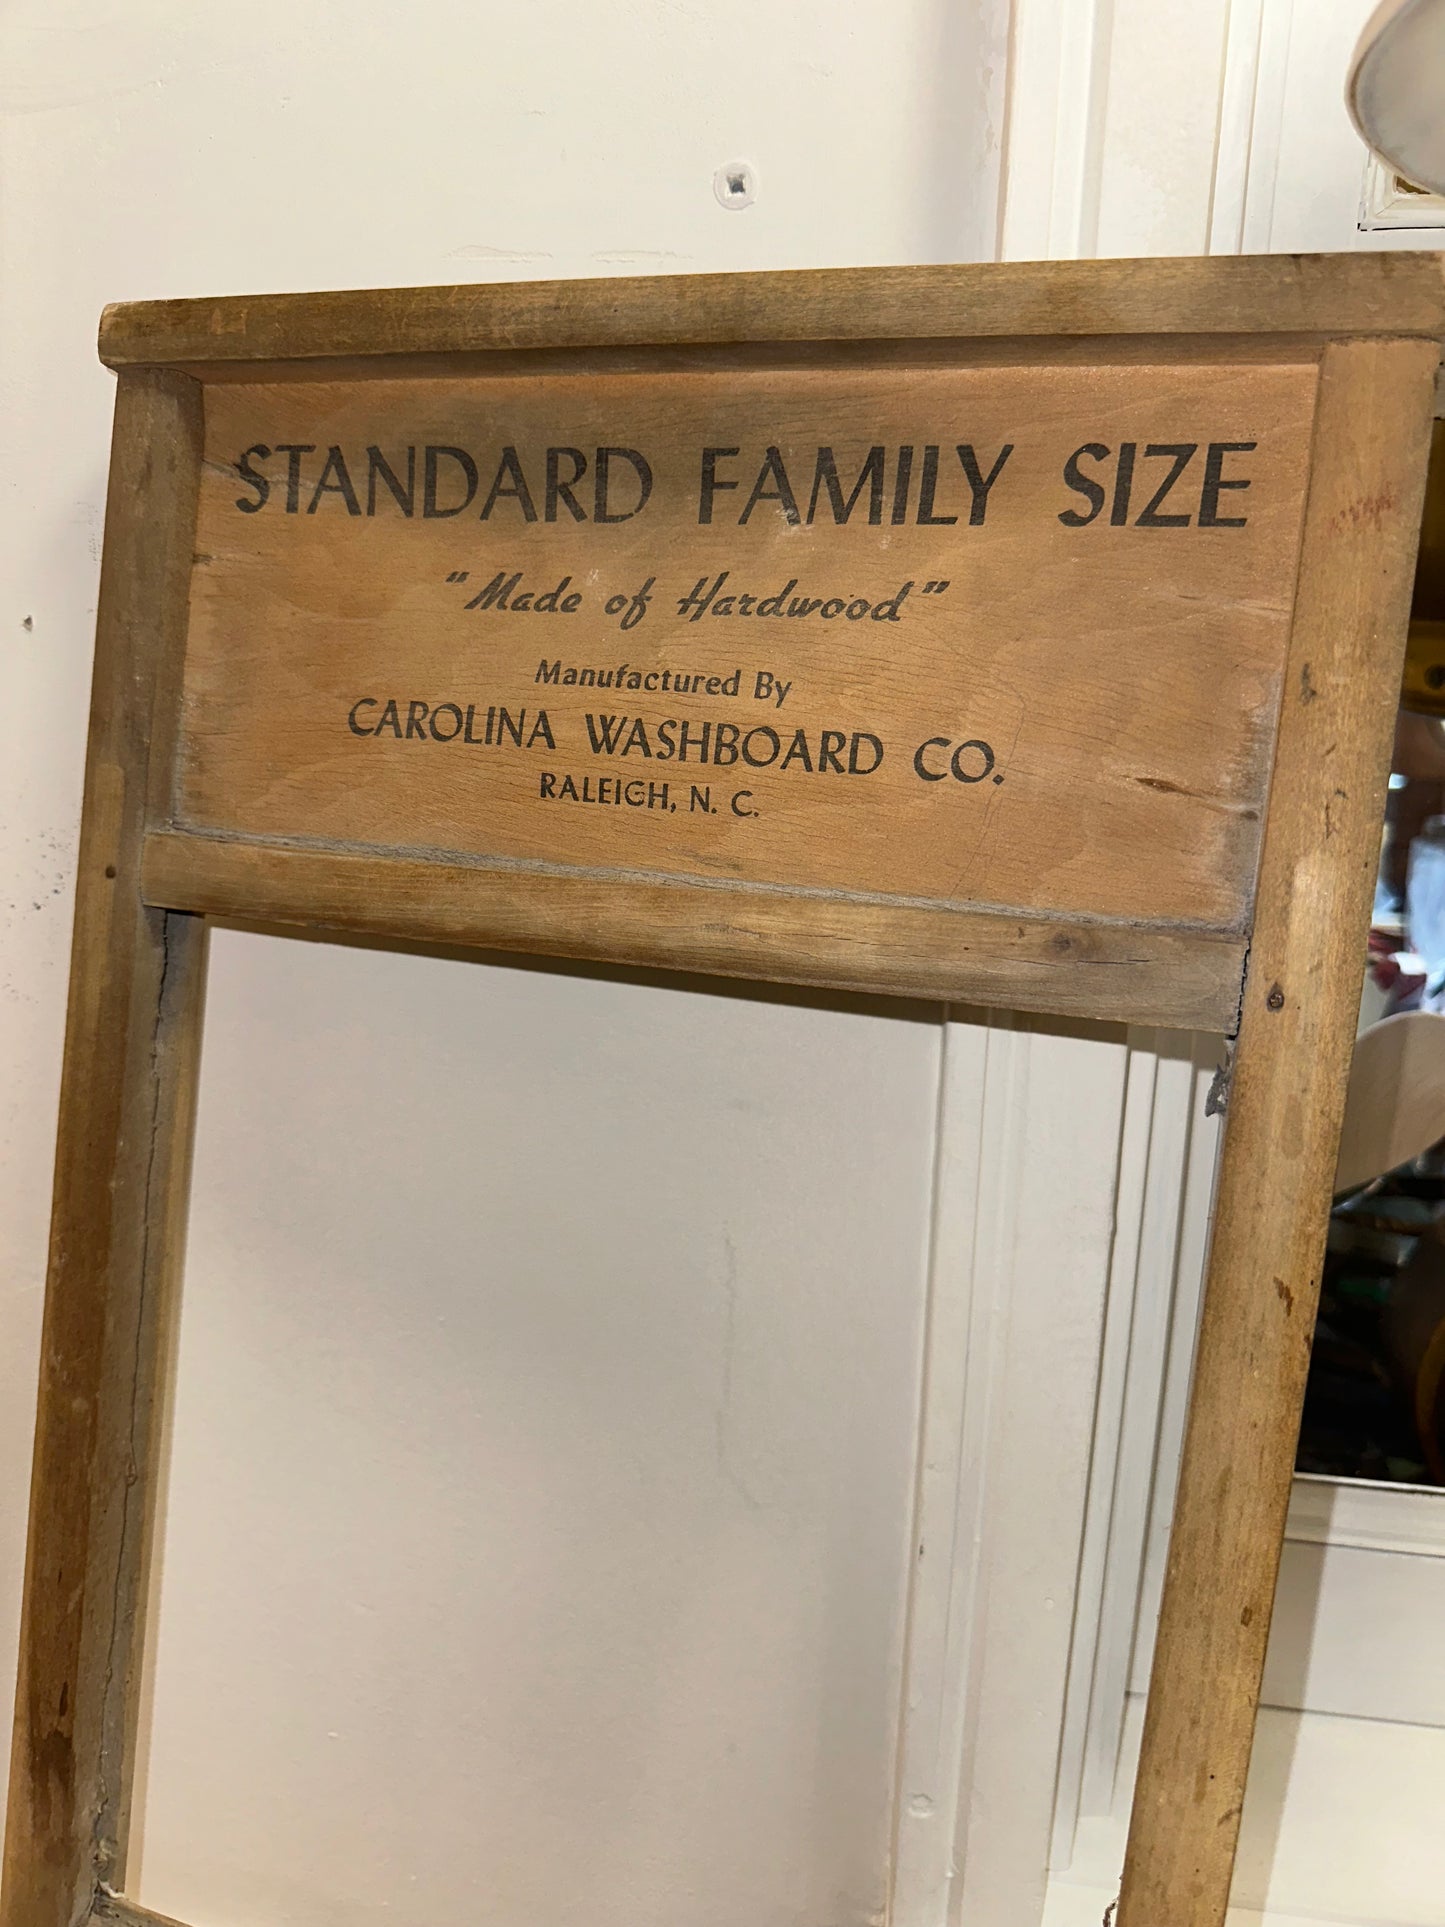 STANDARD FAMILY SIZE
"Made of Hardwood"
Manufactured By
CAROLINA WASHBOARD CO.
RALEIGH, N. C.